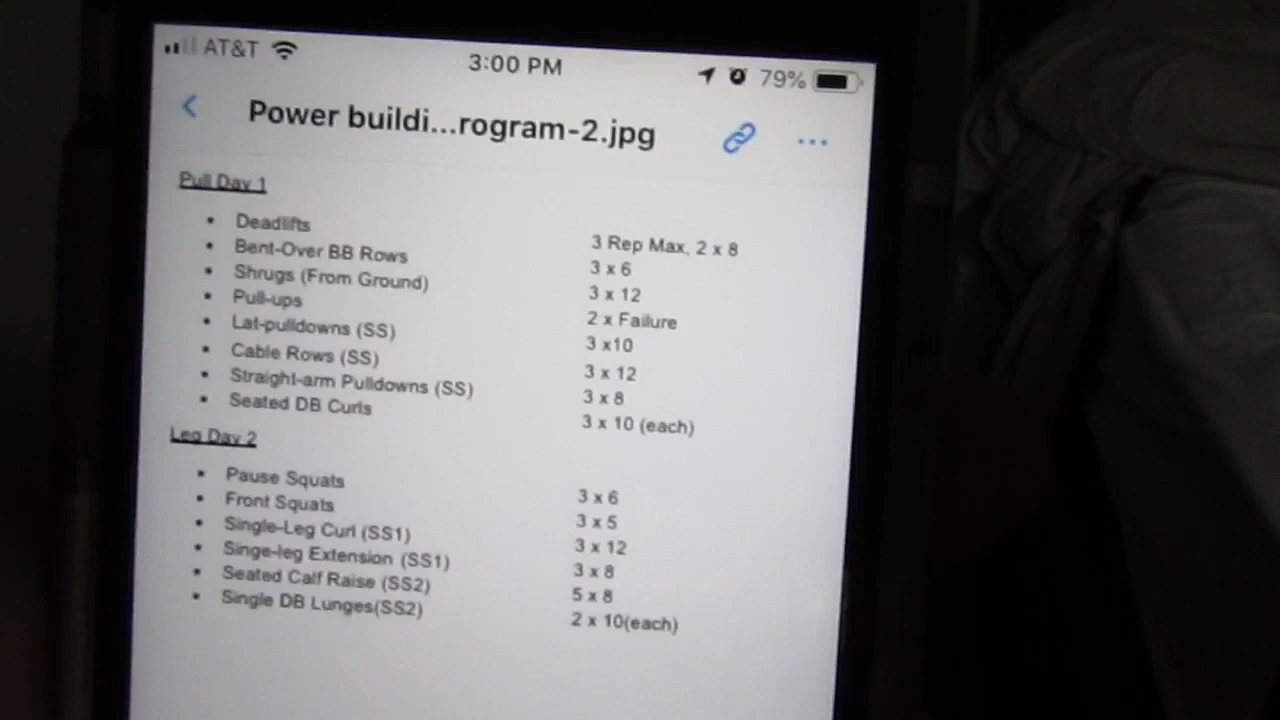 AT&T 3:00 PM 79%
Power buildi...rogram-2.jpg
Pull Day 1
• Deadlifts 3 Rep Max, 2 x 8
• Bent-Over BB Rows 3 x 6
• Shrugs (From Ground) 3 x 12
• Pull-ups 2 x Failure
• Lat-pulldowns (SS) 3 x10
• Cable Rows (SS) 3 x 12
• Straight-arm Pulldowns (SS) 3 x 8
• Seated DB Curls 3 x 10 (each)
Leg Day 2
• Pause Squats 3 x 6
• Front Squats 3 x 5
• Single-Leg Curl (SS1) 3 x 12
• Singe-leg Extension (SS1) 3 x 8
• Seated Calf Raise (SS2) 5 x 8
• Single DB Lunges(SS2) 2 x 10(each)